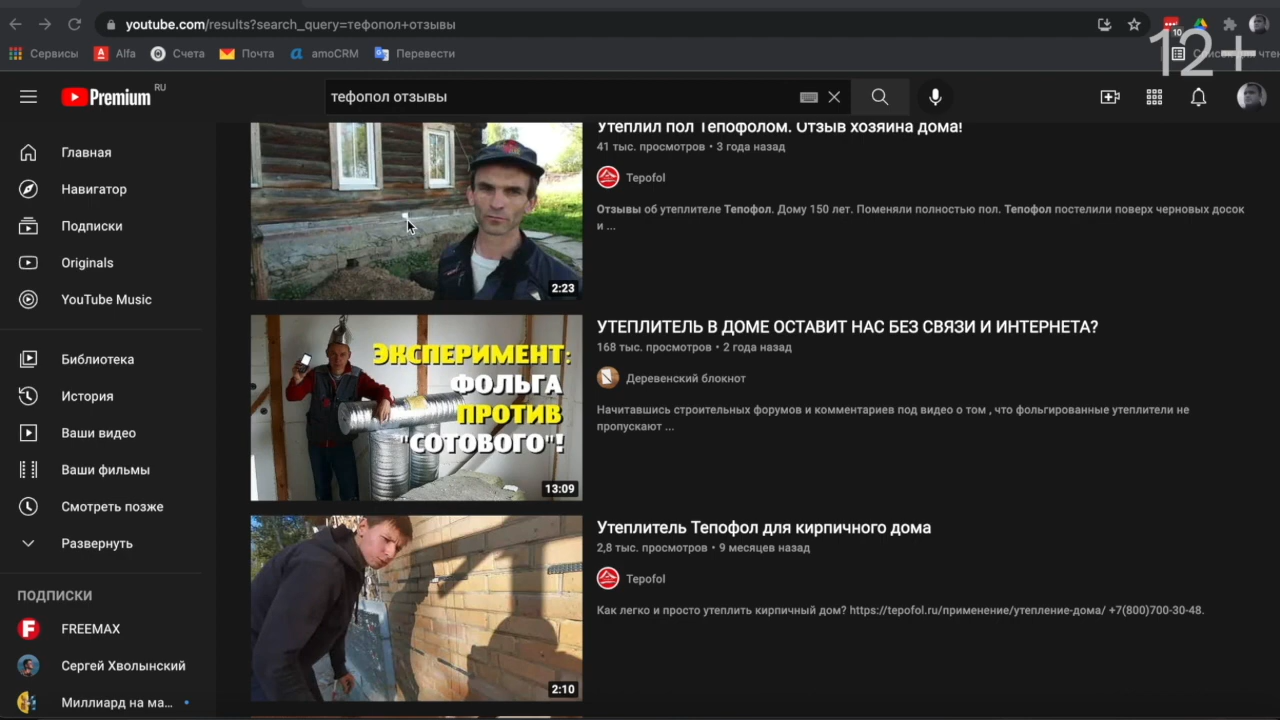 youtube.com/results?search_query=тефопол+отзывы
10
12+
Сервисы
Alfa
Счета
Почта
amoCRM
Перевести
Premium
RU
тефопол отзывы
Главная
Навигатор
Подписки
Originals
YouTube Music
Библиотека
История
Ваши видео
Ваши фильмы
Смотреть позже
Развернуть
ПОДПИСКИ
FREEMAX
Сергей Хволынский
Миллиард на ма...
Утеплил пол Тепофолом. Отзыв хозяина дома!
41 тыс. просмотров • 3 года назад
Tepofol
Отзывы об утеплителе Тепофол. Дому 150 лет. Поменяли полностью пол. Тепофол постелили поверх черновых досок
и ...
2:23
ЭКСПЕРИМЕНТ:
ФОЛЬГА
ПРОТИВ
"СОТОВОГО"!
13:09
УТЕПЛИТЕЛЬ В ДОМЕ ОСТАВИТ НАС БЕЗ СВЯЗИ И ИНТЕРНЕТА?
168 тыс. просмотров • 2 года назад
Деревенский блокнот
Начитавшись строительных форумов и комментариев под видео о том , что фольгированные утеплители не
пропускают ...
Утеплитель Тепофол для кирпичного дома
2,8 тыс. просмотров • 9 месяцев назад
Tepofol
Как легко и просто утеплить кирпичный дом? https://tepofol.ru/применение/утепление-дома/ +7(800)700-30-48.
2:10